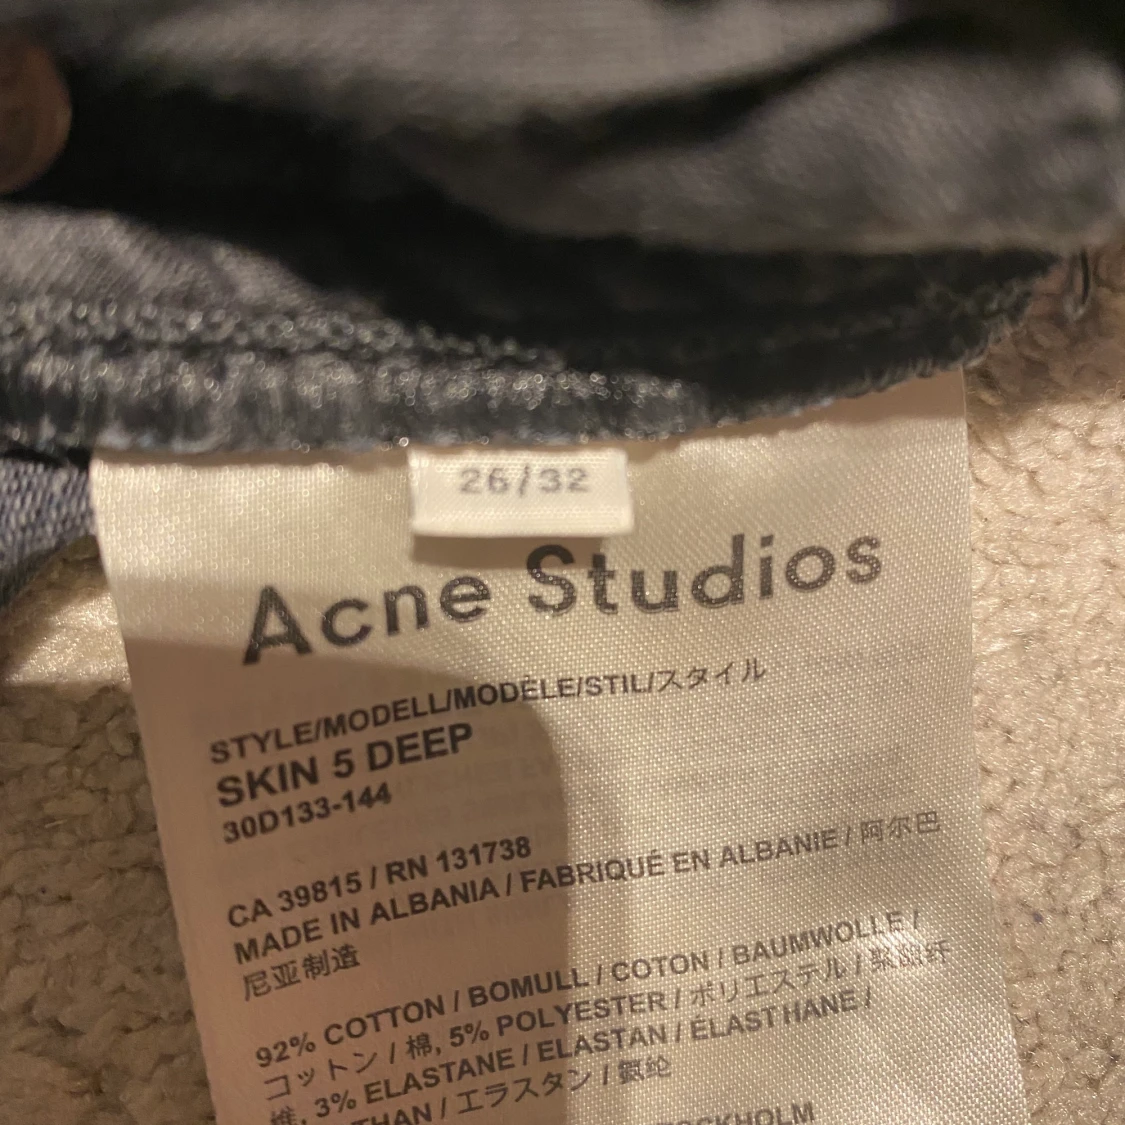 26/32
Acne Studios
STYLE/MODELL/MODÈLE/STIL/スタイル
SKIN 5 DEEP
30D133-144
CA 39815 / RN 131738
MADE IN ALBANIA / FABRIQUÉ EN ALBANIE / 阿尔巴
尼亚制造
92% COTTON / BOMULL / COTON / BAUMWOLLE /
コットン / 棉, 5% POLYESTER / ポリエステル / 聚酯纤
维, 3% ELASTANE / ELASTAN / ÉLASTHANE /
THAN / エラスタン / 氨纶